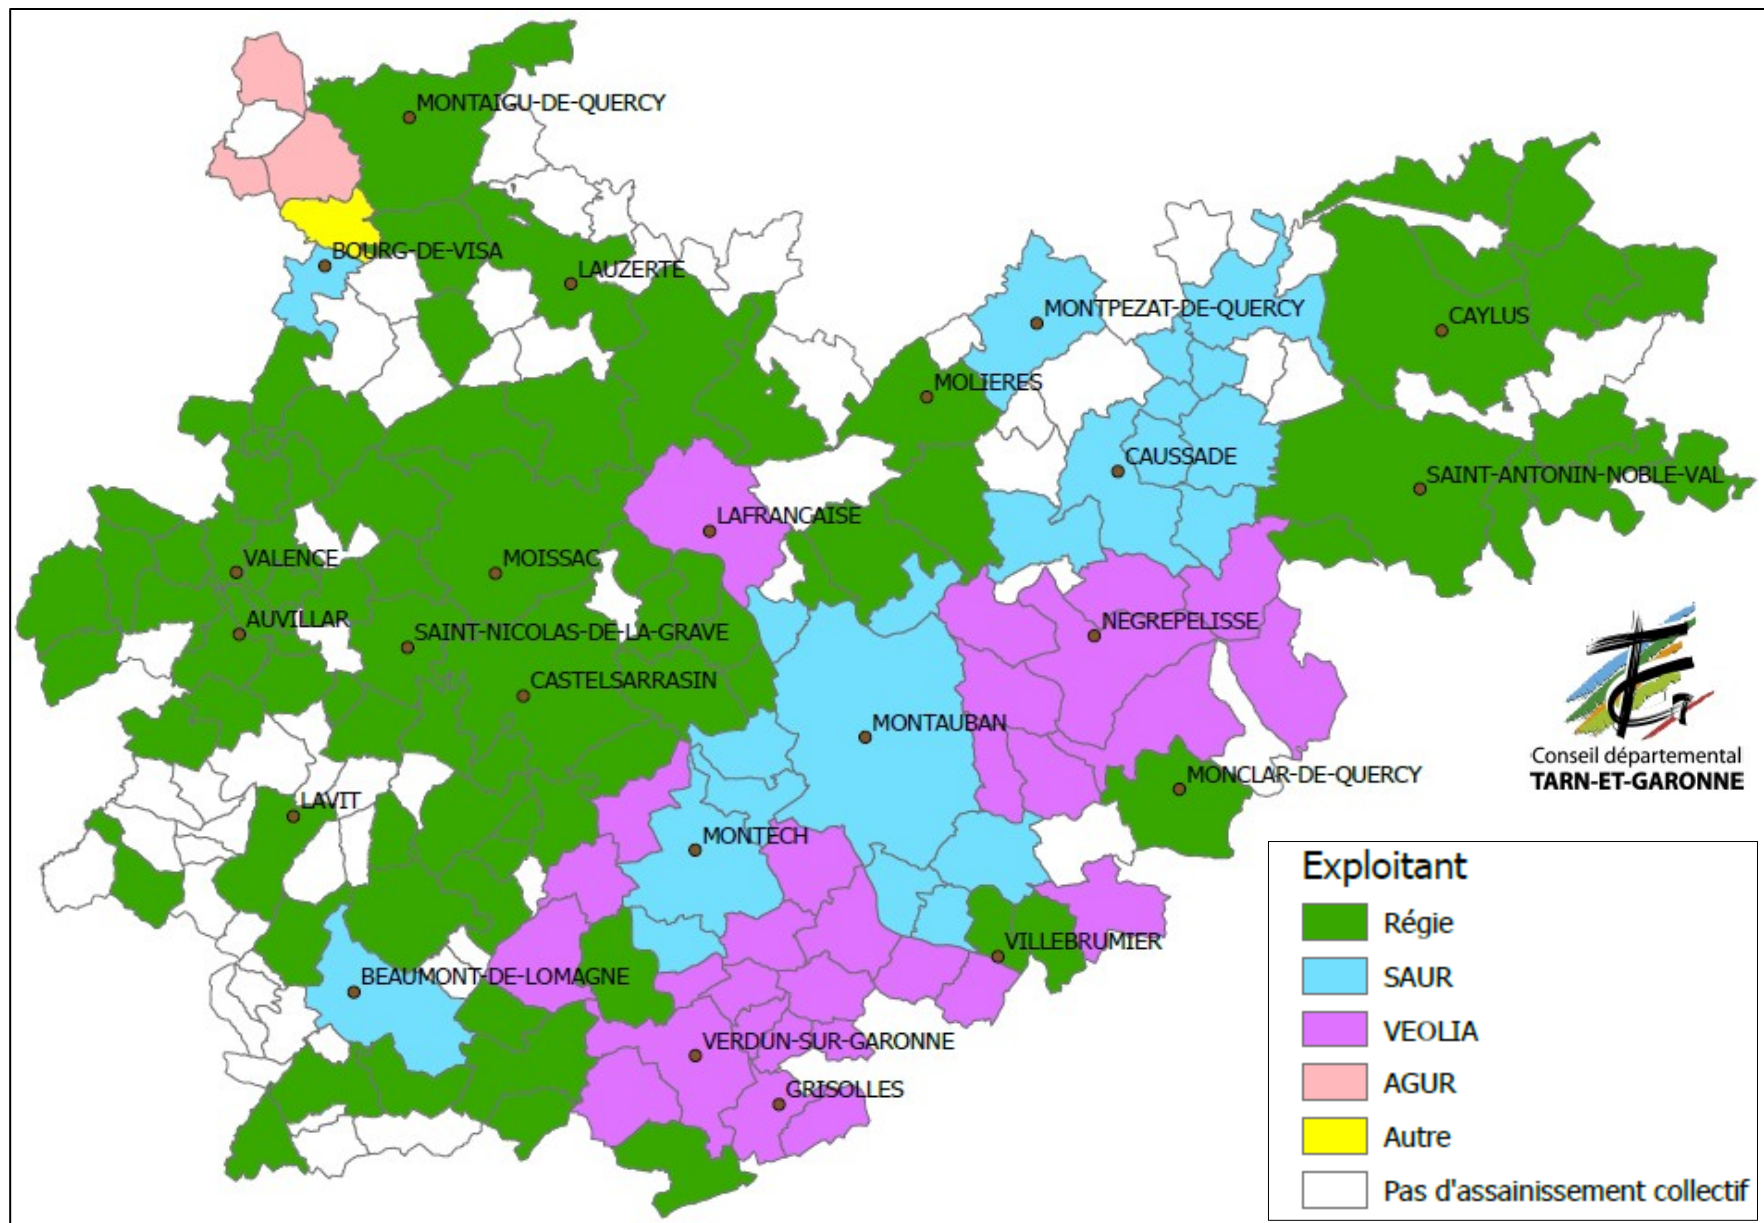 MONTAIGU-DE-QUERCY
BOURG-DE-VISA
LAUZERTE
MONTPEZAT-DE-QUERCY
CAYLUS
MOLIERES
CAUSSADE
SAINT-ANTONIN-NOBLE-VAL
LAFRANCAISE
VALENCE
MOISSAC
AUVILLAR
SAINT-NICOLAS-DE-LA-GRAVE
NEGREPELISSE
CASTELSARRASIN
MONTAUBAN
MONCLAR-DE-QUERCY
LAVIT
MONTECH
VILLEBRUMIER
BEAUMONT-DE-LOMAGNE
VERDUN-SUR-GARONNE
GRISOLLES
Conseil départemental
TARN-ET-GARONNE
Exploitant
Régie
SAUR
VEOLIA
AGUR
Autre
Pas d'assainissement collectif